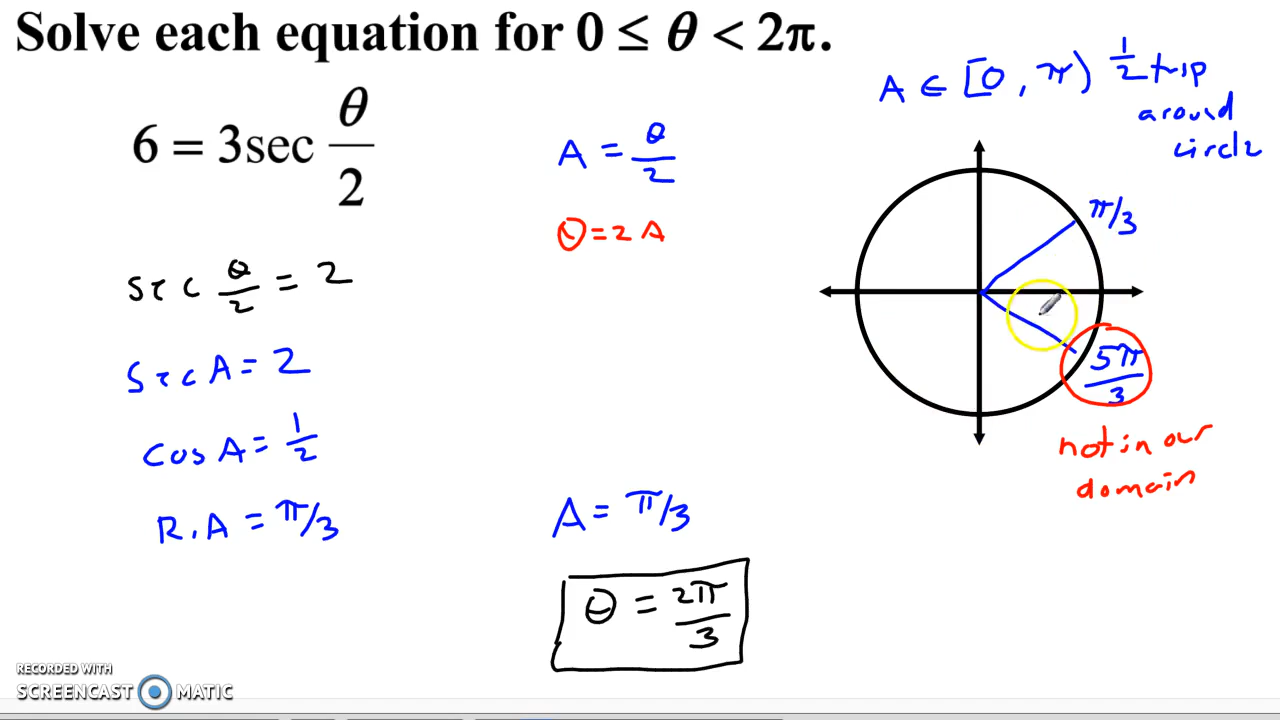 Solve each equation for 0 ≤ θ < 2π.
6 = 3sec θ/2
sec θ/2 = 2
sec A = 2
cos A = 1/2
R.A = π/3
A = θ/2
θ = 2A
A = π/3
θ = 2π/3
A ∈ [0, π) 1/2 trip
around
circle
π/3
5π/3
not in our
domain
RECORDED WITH
SCREENCAST MATIC